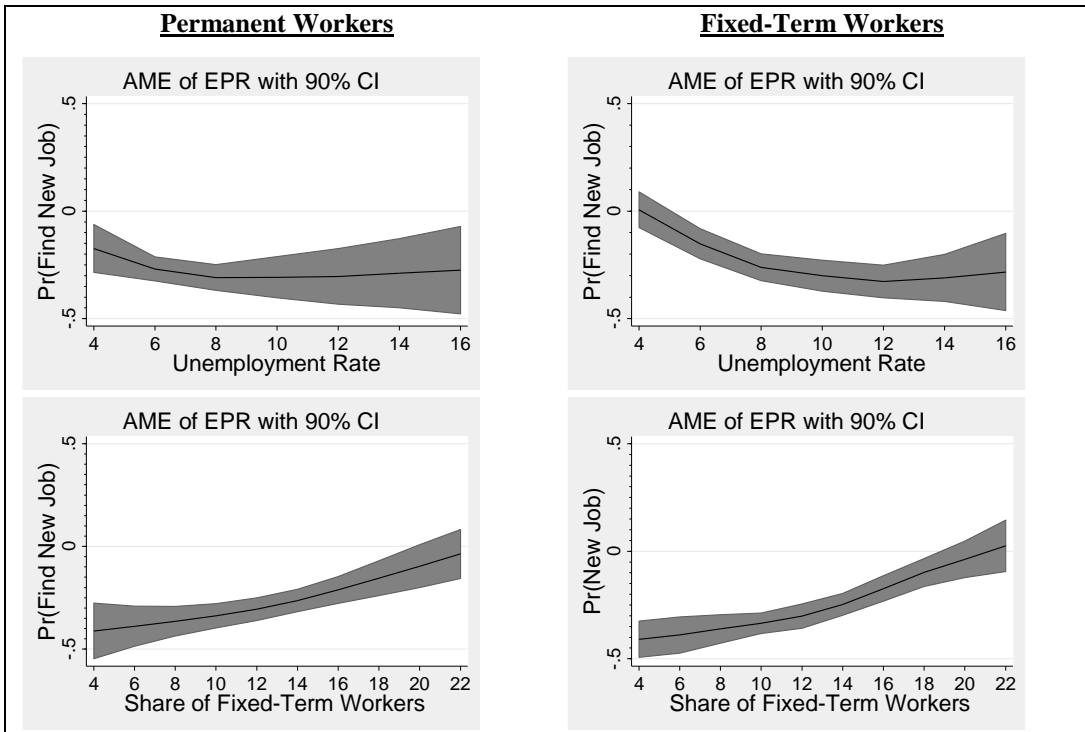 Permanent Workers
Fixed-Term Workers
AME of EPR with 90% CI
Pr(Find New Job)
.5
0
-.5
4 6 8 10 12 14 16
Unemployment Rate
AME of EPR with 90% CI
Pr(Find New Job)
.5
0
-.5
4 6 8 10 12 14 16
Unemployment Rate
AME of EPR with 90% CI
Pr(Find New Job)
.5
0
-.5
4 6 8 10 12 14 16 18 20 22
Share of Fixed-Term Workers
AME of EPR with 90% CI
Pr(New Job)
.5
0
-.5
4 6 8 10 12 14 16 18 20 22
Share of Fixed-Term Workers